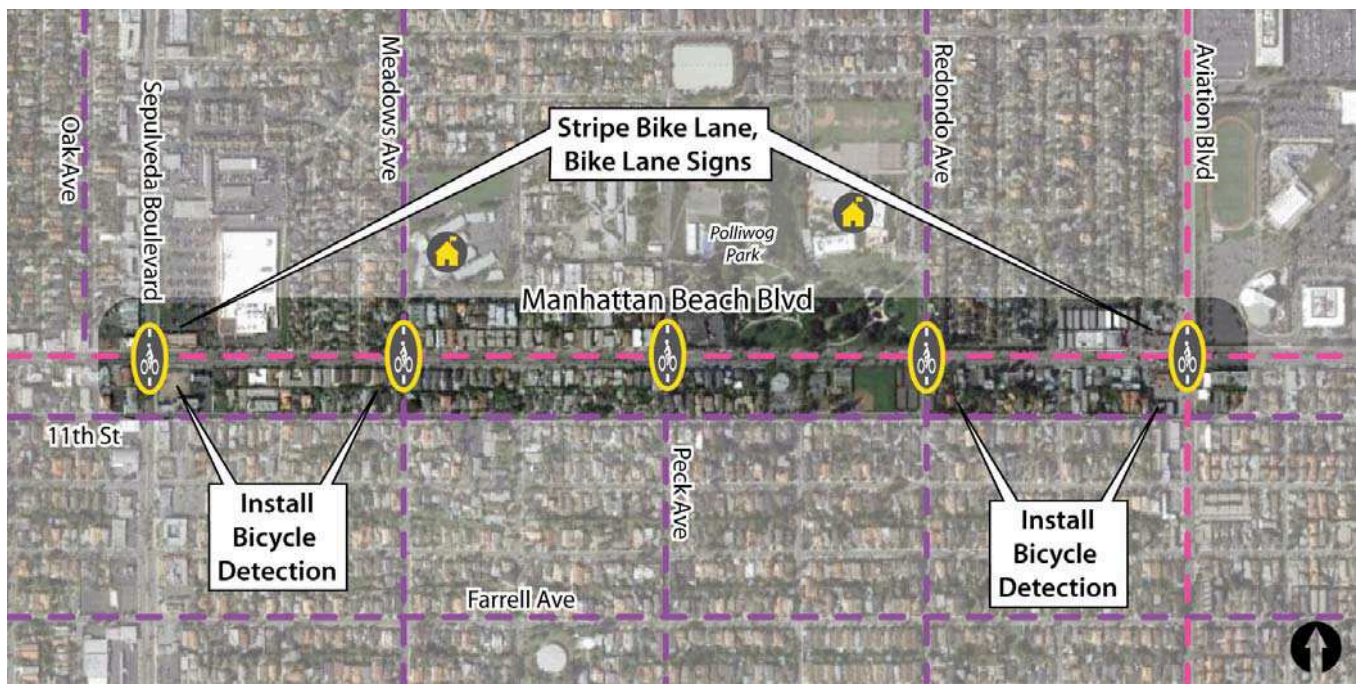 Oak Ave
Sepulveda Boulevard
Meadows Ave
Redondo Ave
Aviation Blvd
Stripe Bike Lane,
Bike Lane Signs
Polliwog
Park
Manhattan Beach Blvd
11th St
Peck Ave
Install
Bicycle
Detection
Install
Bicycle
Detection
Farrell Ave